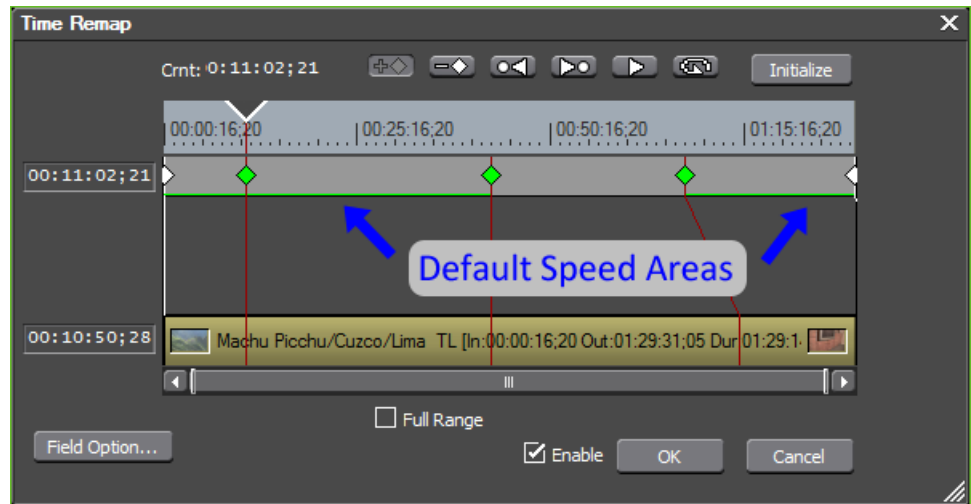 Time Remap
Crnt: 0:11:02;21
Initialize
00:00:16;20 00:25:16;20 00:50:16;20 01:15:16;20
00:11:02;21
Default Speed Areas
00:10:50;28
Machu Picchu/Cuzco/Lima TL [In:00:00:16;20 Out:01:29:31;05 Dur 01:29:1
Full Range
Field Option...
Enable
OK
Cancel